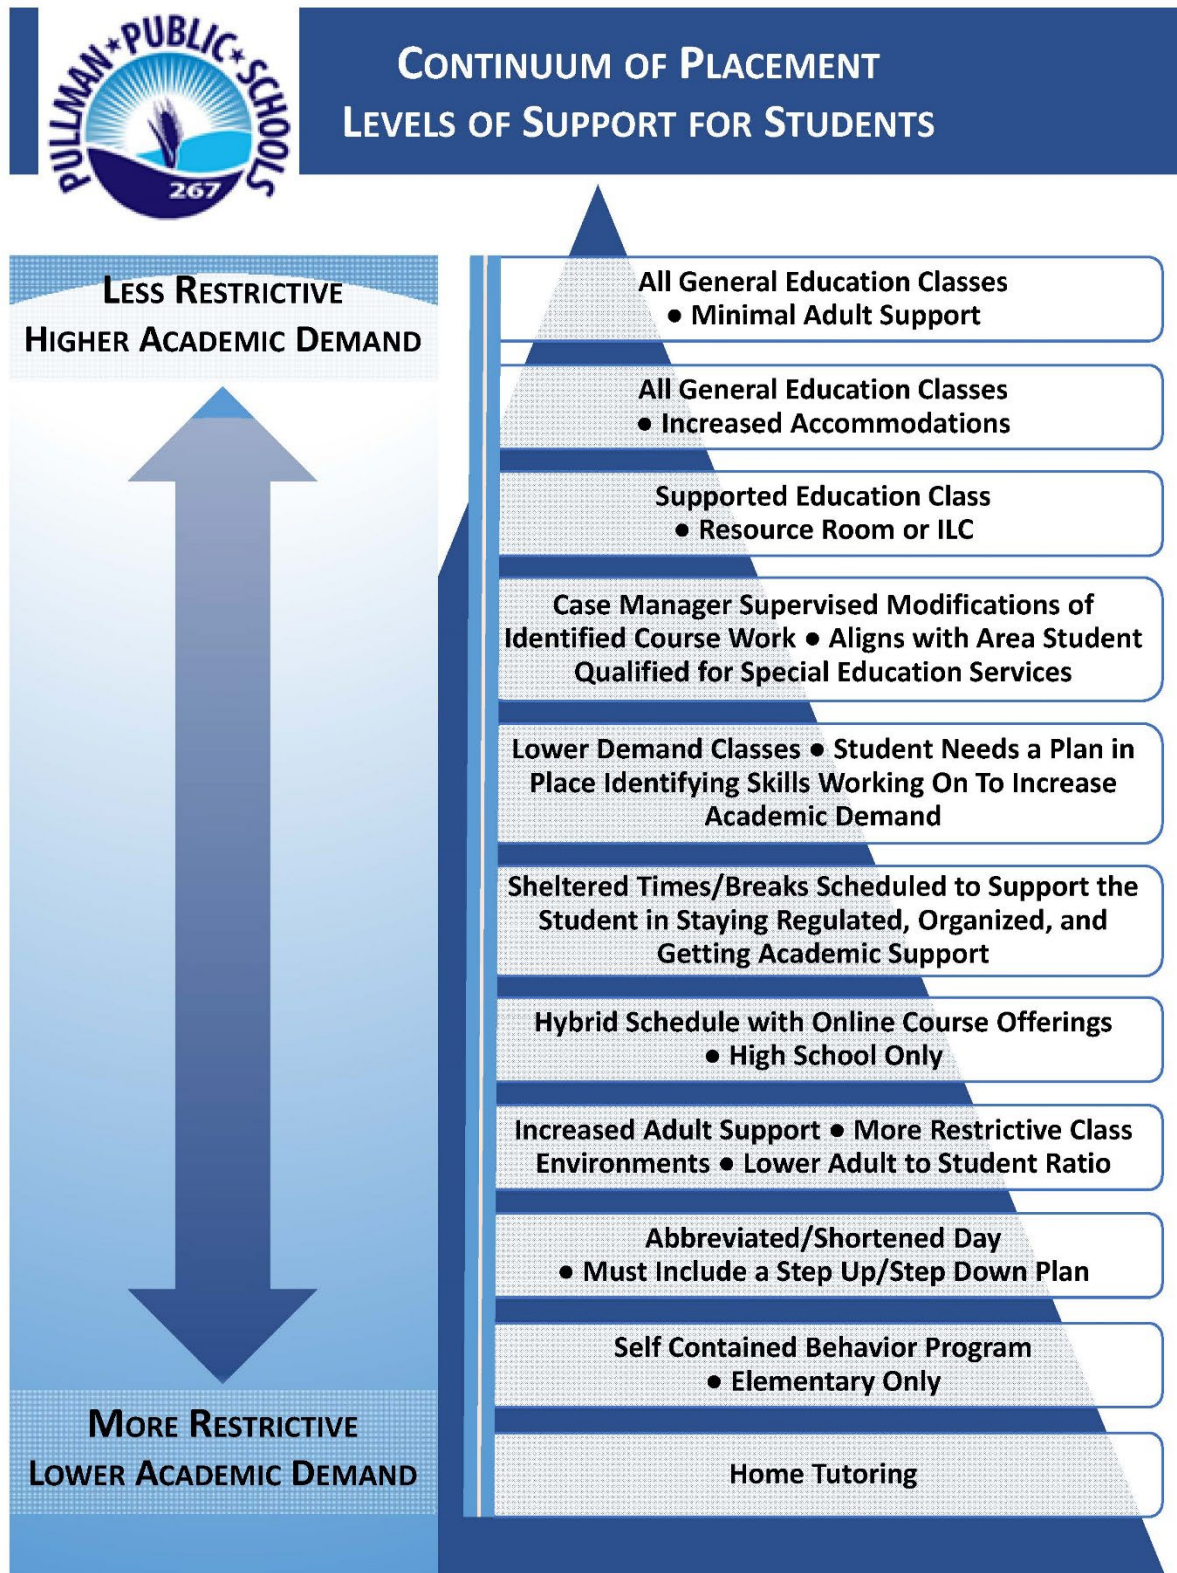 PULLMAN★PUBLIC★SCHOOLS
267
CONTINUUM OF PLACEMENT
LEVELS OF SUPPORT FOR STUDENTS
LESS RESTRICTIVE
HIGHER ACADEMIC DEMAND
All General Education Classes
● Minimal Adult Support
All General Education Classes
● Increased Accommodations
Supported Education Class
● Resource Room or ILC
Case Manager Supervised Modifications of
Identified Course Work ● Aligns with Area Student
Qualified for Special Education Services
Lower Demand Classes ● Student Needs a Plan in
Place Identifying Skills Working On To Increase
Academic Demand
Sheltered Times/Breaks Scheduled to Support the
Student in Staying Regulated, Organized, and
Getting Academic Support
Hybrid Schedule with Online Course Offerings
● High School Only
Increased Adult Support ● More Restrictive Class
Environments ● Lower Adult to Student Ratio
Abbreviated/Shortened Day
● Must Include a Step Up/Step Down Plan
Self Contained Behavior Program
● Elementary Only
MORE RESTRICTIVE
LOWER ACADEMIC DEMAND
Home Tutoring